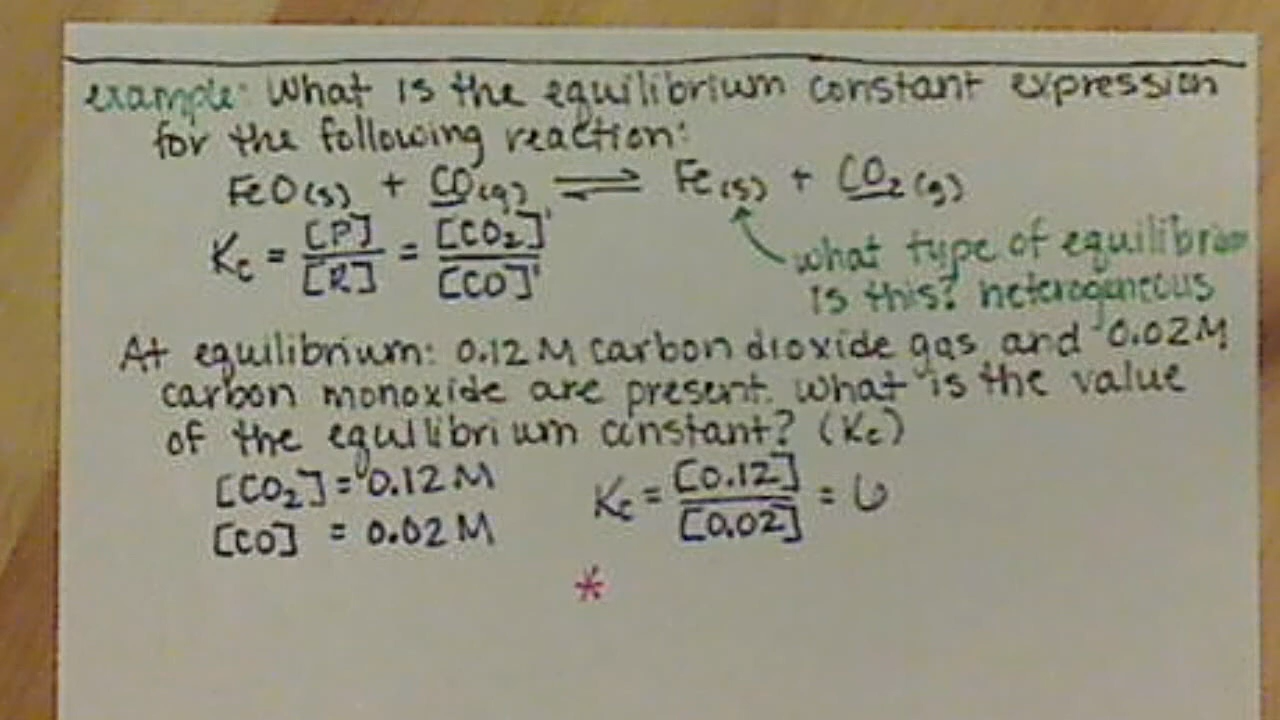 example: What is the equilibrium constant expression
for the following reaction:
FeO(s) + CO(g) ⇌ Fe(s) + CO₂(g)
Kc = [P]/[R] = [CO₂]¹/[CO]¹
what type of equilibrium
is this? heterogeneous
At equilibrium: 0.12 M carbon dioxide gas and 0.02 M
carbon monoxide are present. What is the value
of the equilibrium constant? (Kc)
[CO₂] = 0.12 M
[CO] = 0.02 M
Kc = [0.12]/[0.02] = 6
*